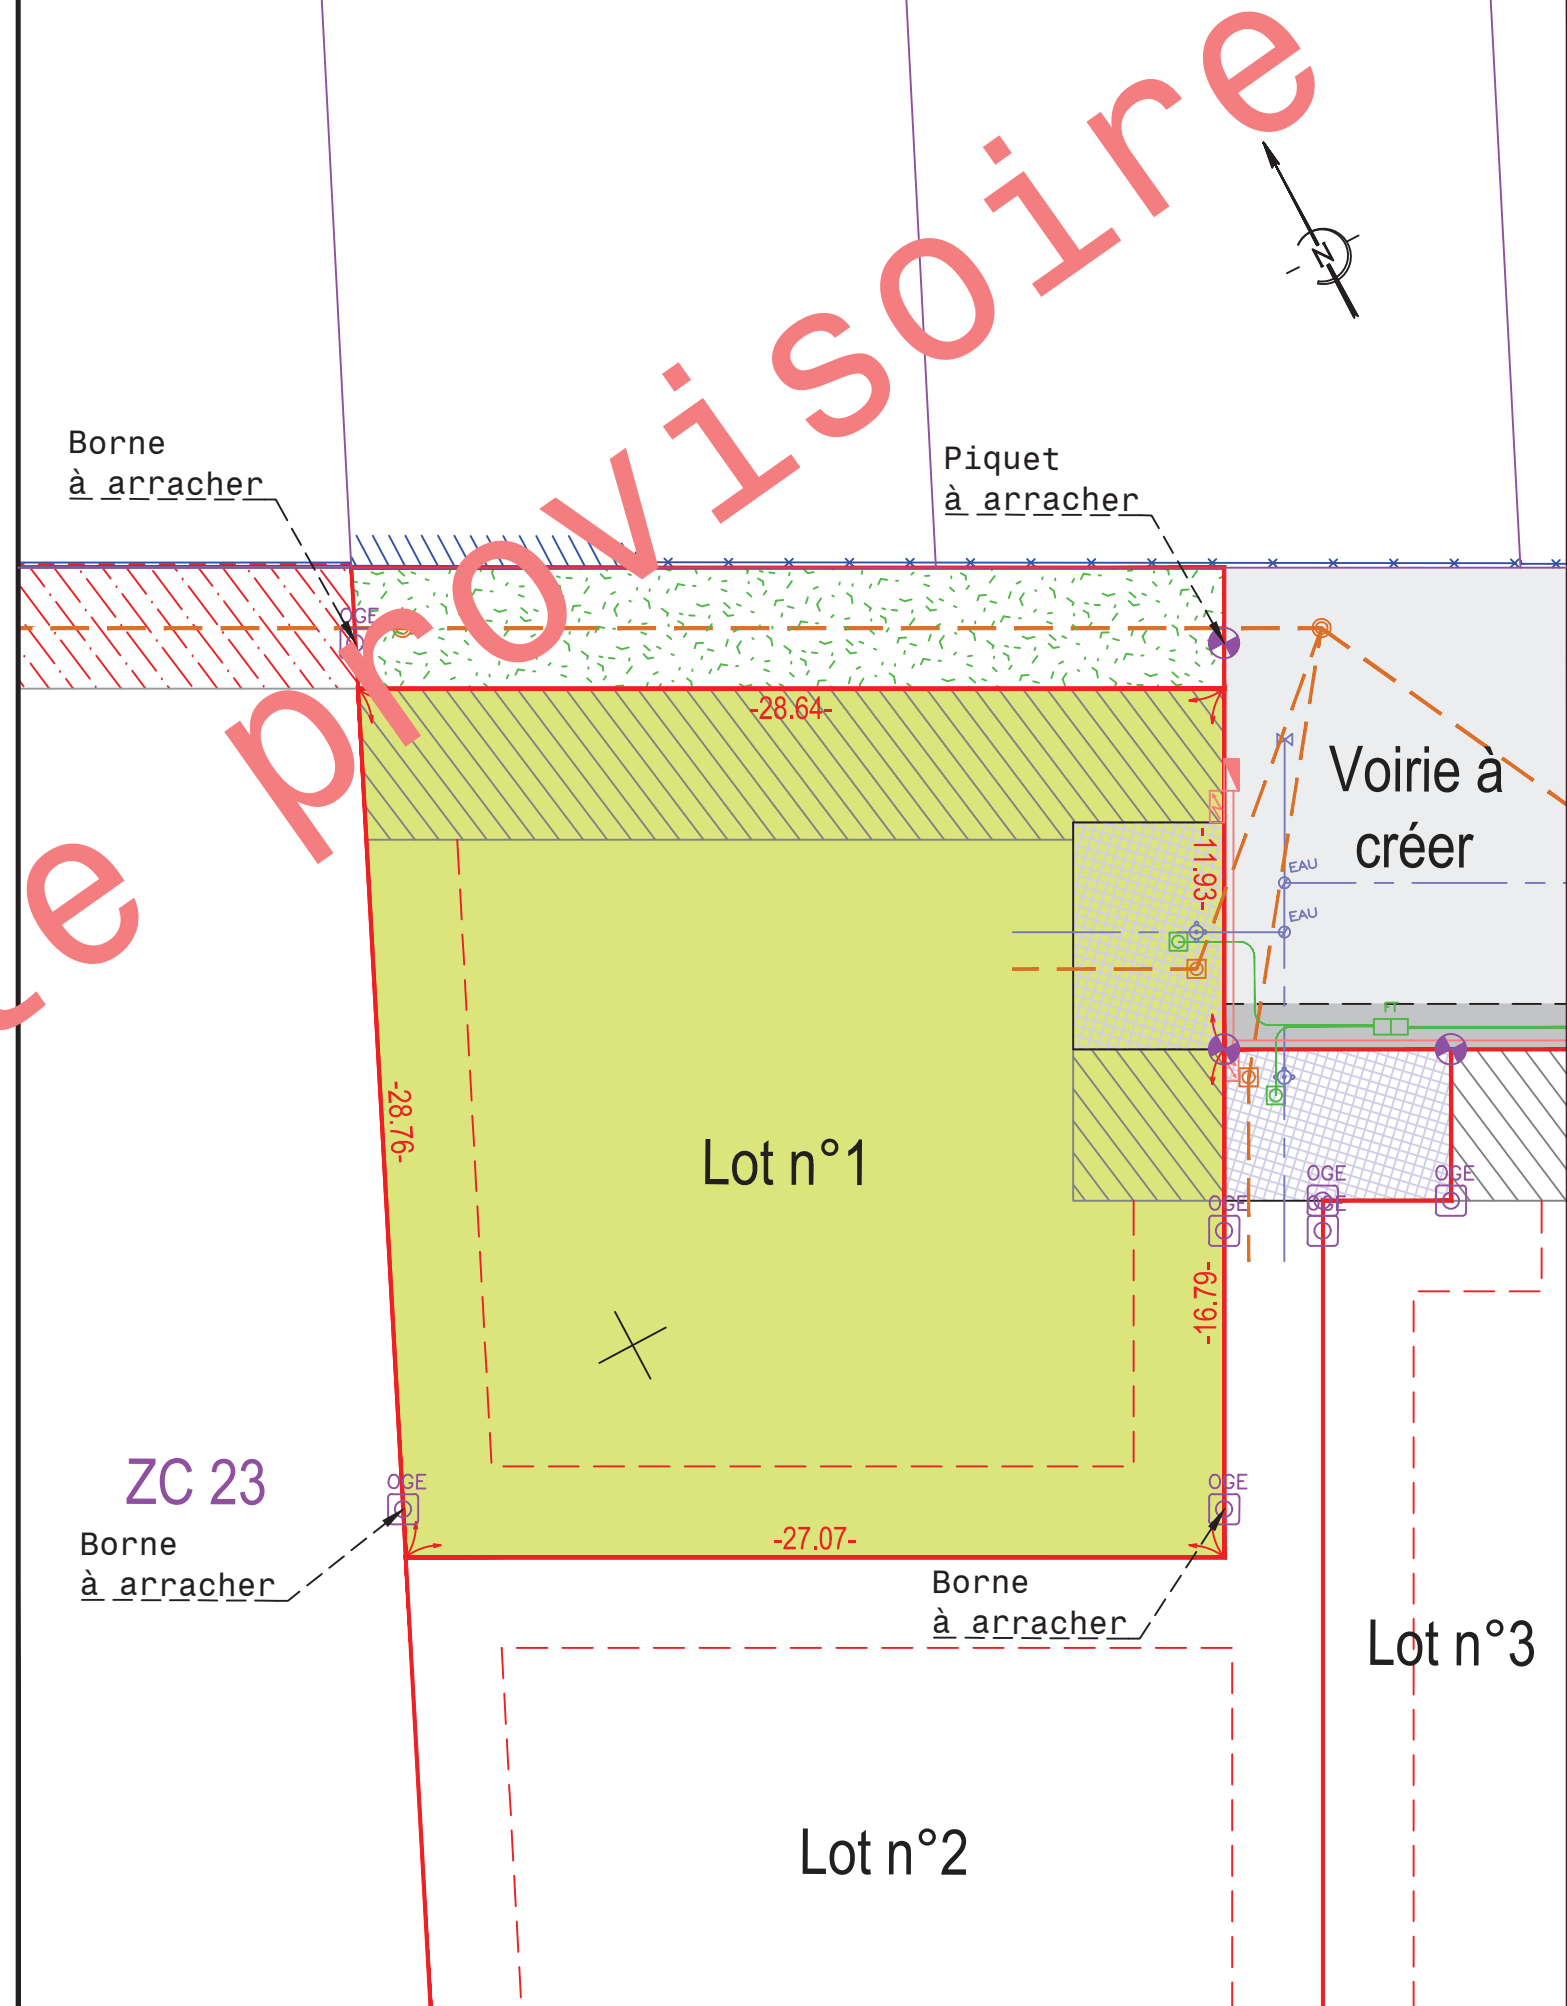 ce provisoire
N
Borne
à arracher
Piquet
à arracher
OGE
-28.64-
Voirie à
créer
-11.93-
EAU
EAU
FT
-28.76-
Lot n°1
OGE
OGE
OGE
OGE
-16.79-
ZC 23
OGE
OGE
Borne
à arracher
-27.07-
Borne
à arracher
Lot n°3
Lot n°2